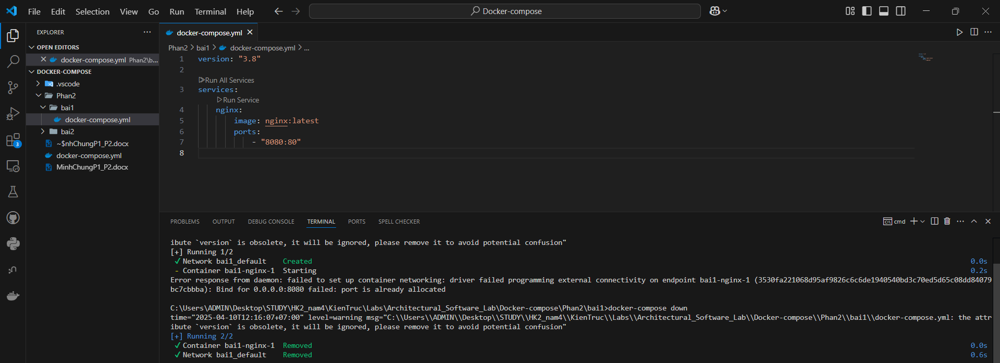 File Edit Selection View Go Run Terminal Help
Docker-compose
EXPLORER
OPEN EDITORS
docker-compose.yml Phan2\b...
DOCKER-COMPOSE
.vscode
Phan2
bai1
docker-compose.yml
bai2
~$nhChungP1_P2.docx
docker-compose.yml
MinhChungP1_P2.docx
3
docker-compose.yml
Phan2 > bai1 > docker-compose.yml > ...
1 version: "3.8"
2
Run All Services
3 services:
Run Service
4 nginx:
5 image: nginx:latest
6 ports:
7 - "8080:80"
8
PROBLEMS OUTPUT DEBUG CONSOLE TERMINAL PORTS SPELL CHECKER
cmd
ibute `version` is obsolete, it will be ignored, please remove it to avoid potential confusion"
[+] Running 1/2
✓ Network bai1_default Created 0.0s
- Container bai1-nginx-1 Starting 0.2s
Error response from daemon: failed to set up container networking: driver failed programming external connectivity on endpoint bai1-nginx-1 (3530fa221068d95af9826c6c6de1940540bd3c70ed5d65c08dd84079
bc7cbbba): Bind for 0.0.0.0:8080 failed: port is already allocated
C:\Users\ADMIN\Desktop\STUDY\HK2_nam4\KienTruc\Labs\Architectural_Software_Lab\Docker-compose\Phan2\bai1>docker-compose down
time="2025-04-10T12:16:07+07:00" level=warning msg="C:\\Users\\ADMIN\\Desktop\\STUDY\\HK2_nam4\\KienTruc\\Labs\\Architectural_Software_Lab\\Docker-compose\\Phan2\\bai1\\docker-compose.yml: the attr
ibute `version` is obsolete, it will be ignored, please remove it to avoid potential confusion"
[+] Running 2/2
✓ Container bai1-nginx-1 Removed 0.0s
✓ Network bai1_default Removed 0.6s